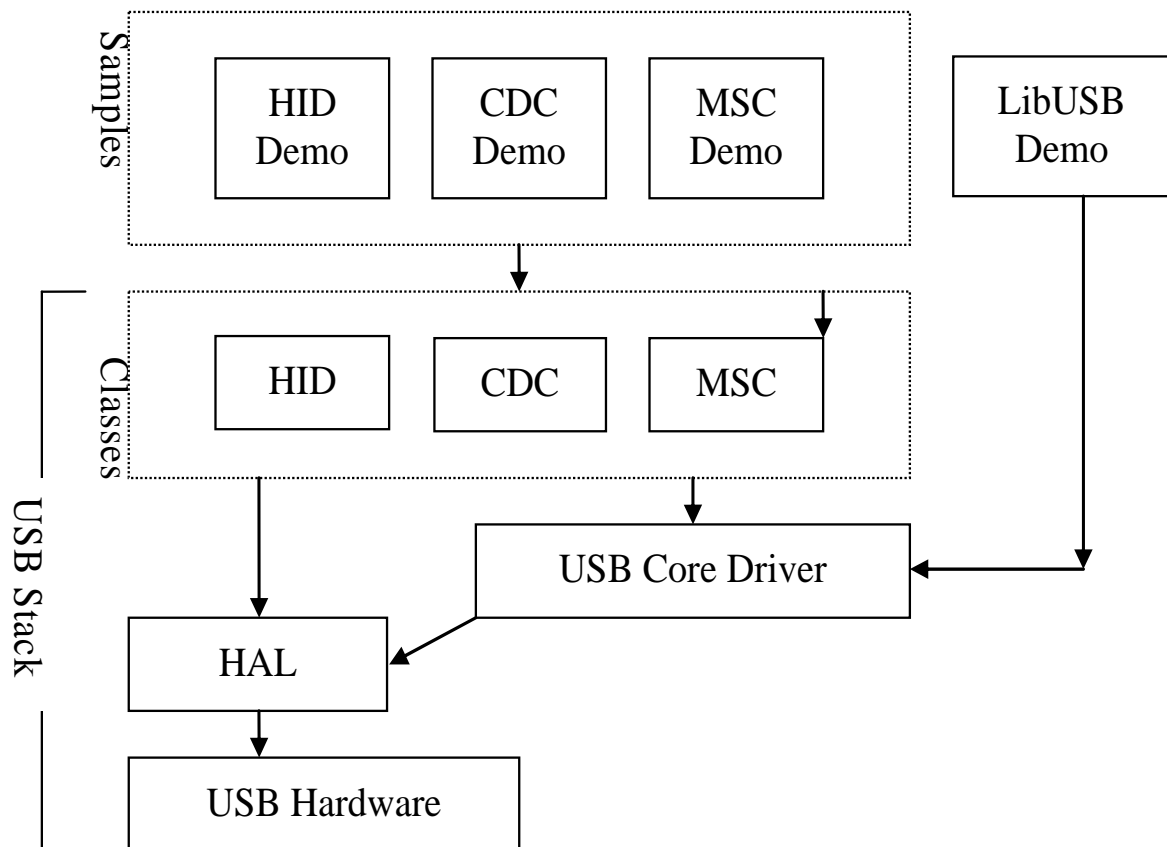 Samples
HID
Demo
CDC
Demo
MSC
Demo
LibUSB
Demo
Classes
HID
CDC
MSC
USB Stack
USB Core Driver
HAL
USB Hardware